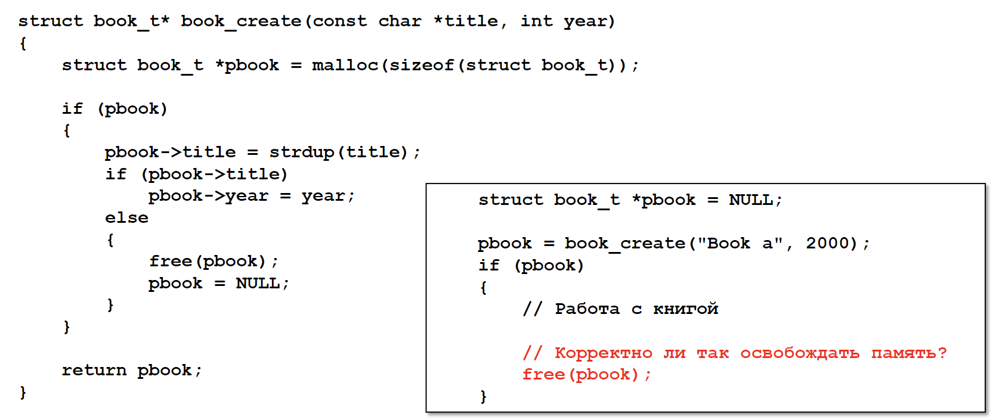 struct book_t* book_create(const char *title, int year)
{
    struct book_t *pbook = malloc(sizeof(struct book_t));
    if (pbook)
    {
        pbook->title = strdup(title);
        if (pbook->title)
            pbook->year = year;
        else
        {
            free(pbook);
            pbook = NULL;
        }
    }
    return pbook;
}
struct book_t *pbook = NULL;
pbook = book_create("Book a", 2000);
if (pbook)
{
    // Работа с книгой
    // Корректно ли так освобождать память?
    free(pbook);
}